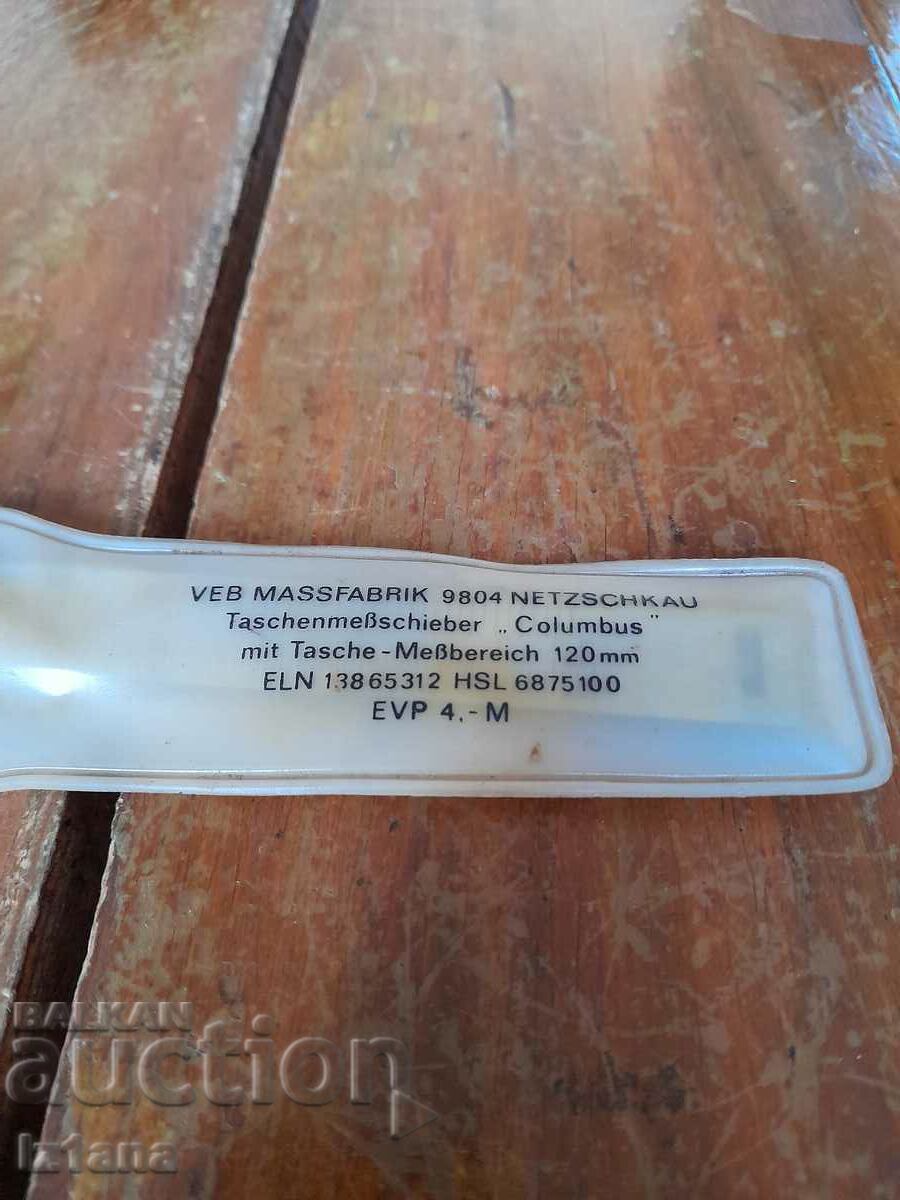 VEB MASSFABRIK 9804 NETZSCHKAU
Taschenmeßschieber „Columbus"
mit Tasche-Meßbereich 120mm
ELN 13865312 HSL 6875100
EVP 4,-M
BALKAN
auction
Iz1ana